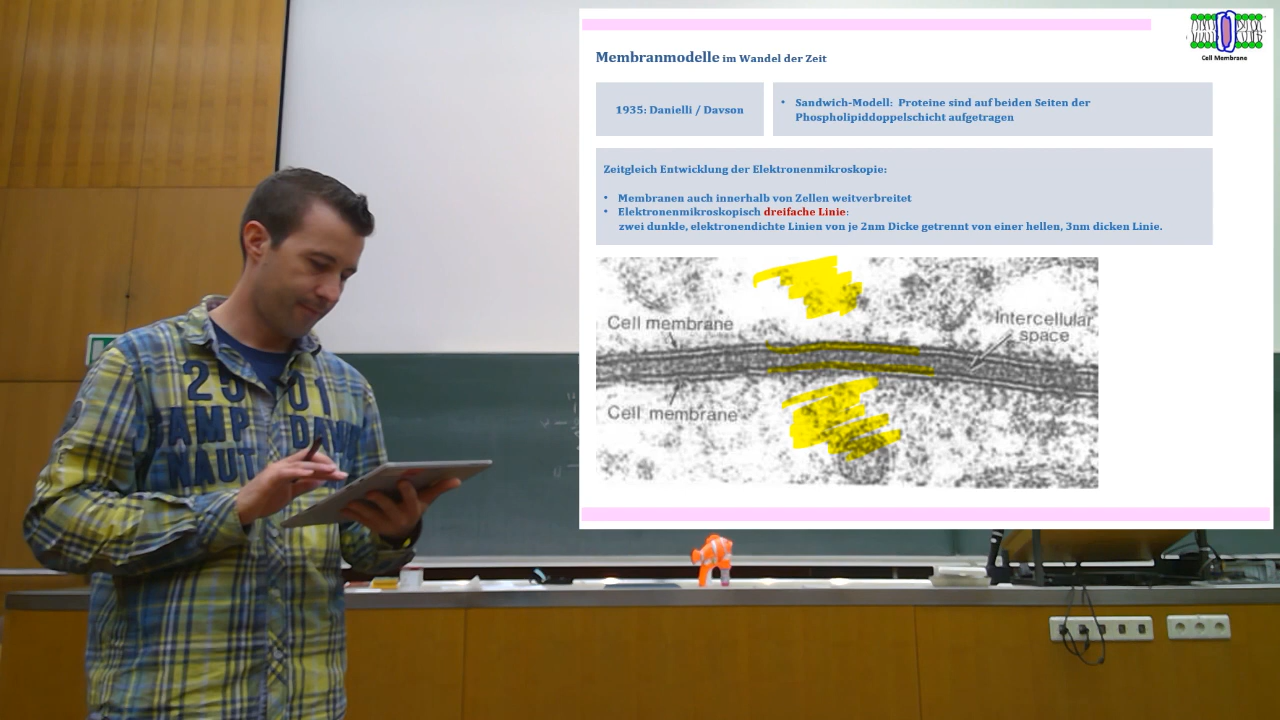 Cell Membrane
Membranmodelle im Wandel der Zeit
1935: Danielli / Davson
• Sandwich-Modell: Proteine sind auf beiden Seiten der
Phospholipiddoppelschicht aufgetragen
Zeitgleich Entwicklung der Elektronenmikroskopie:
• Membranen auch innerhalb von Zellen weitverbreitet
• Elektronenmikroskopisch dreifache Linie:
zwei dunkle, elektronendichte Linien von je 2nm Dicke getrennt von einer hellen, 3nm dicken Linie.
Cell membrane
Intercellular
space
Cell membrane
NAUT